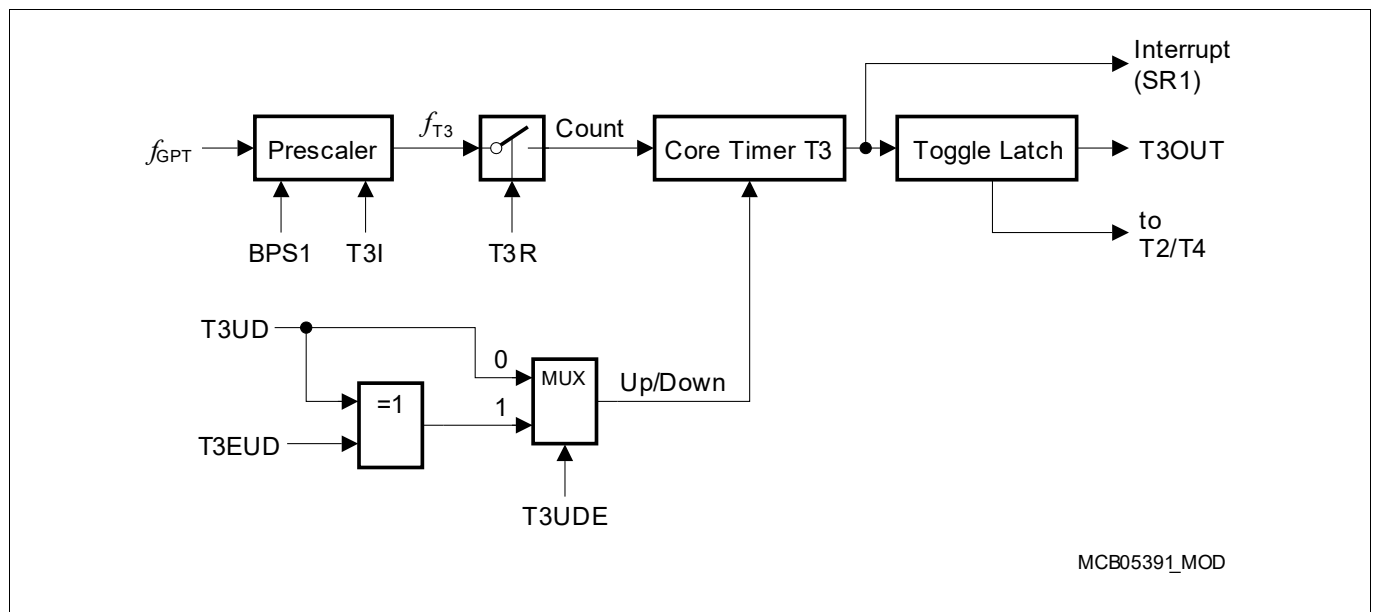 Interrupt
(SR1)
fGPT
Prescaler
fT3
Count
Core Timer T3
Toggle Latch
T3OUT
BPS1
T3I
T3R
to
T2/T4
T3UD
0
MUX
Up/Down
=1
1
T3EUD
T3UDE
MCB05391_MOD